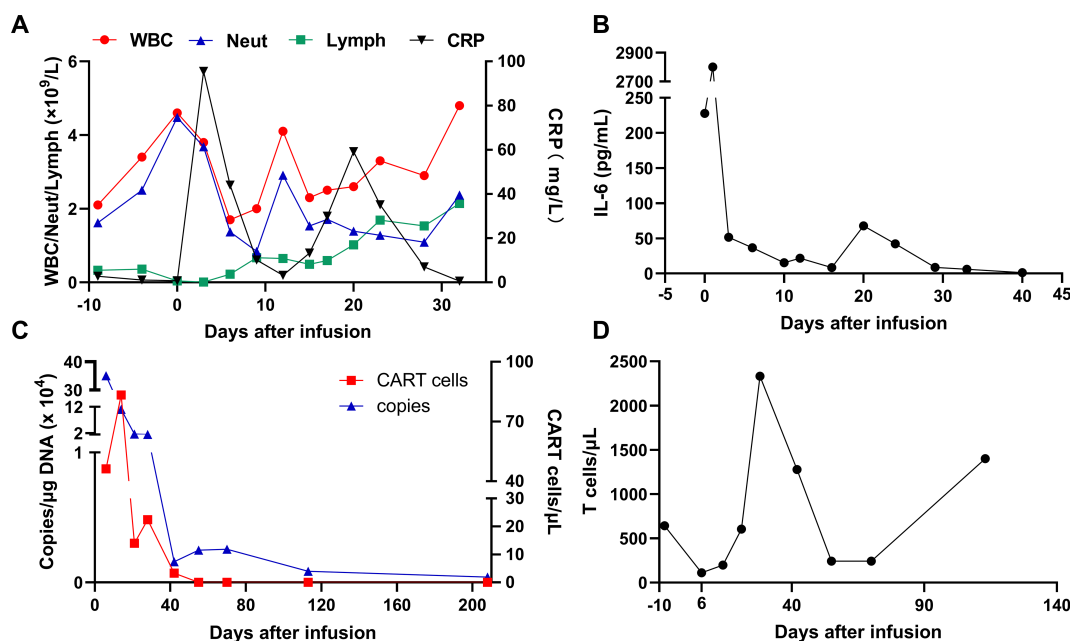 A
WBC Neut Lymph CRP
WBC/Neut/Lymph (×10⁹/L)
6
4
2
0
-10 0 10 20 30
100
80
60
40
20
0
CRP ( mg/L )
Days after infusion
B
IL-6 (pg/mL)
2900
2700
250
200
150
100
50
0
-5 0 10 20 30 40 45
Days after infusion
C
CART cells
copies
Copies/µg DNA (x 10⁴)
40
30
20
12
2
1
0
0 40 80 120 160 200
100
70
40
30
20
10
0
CART cells/µL
Days after infusion
D
T cells/µL
2500
2000
1500
1000
500
0
-10 6 40 90 140
Days after infusion